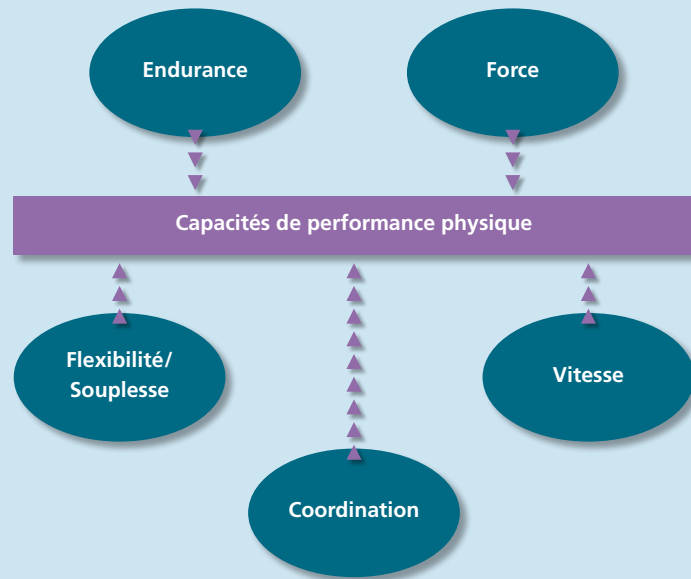 Endurance
Force
Capacités de performance physique
Flexibilité/
Souplesse
Vitesse
Coordination